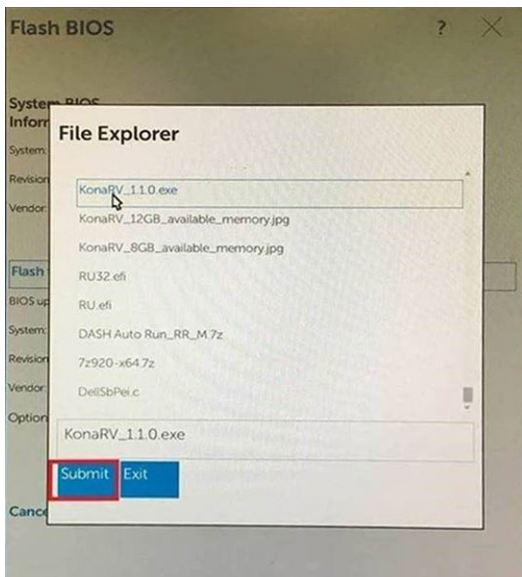 Flash BIOS ?
System BIOS
Inform
System:
Revision
Vendor:
File Explorer
KonaRV_1.1.0.exe
KonaRV_12GB_available_memory.jpg
KonaRV_8GB_available_memory.jpg
RU32.efi
RU.efi
DASH Auto Run_RR_M.7z
7z920-x64.7z
DellSbPei.c
KonaRV_1.1.0.exe
Submit Exit
Flash
BIOS up
System:
Revision
Vendor:
Option
Cance